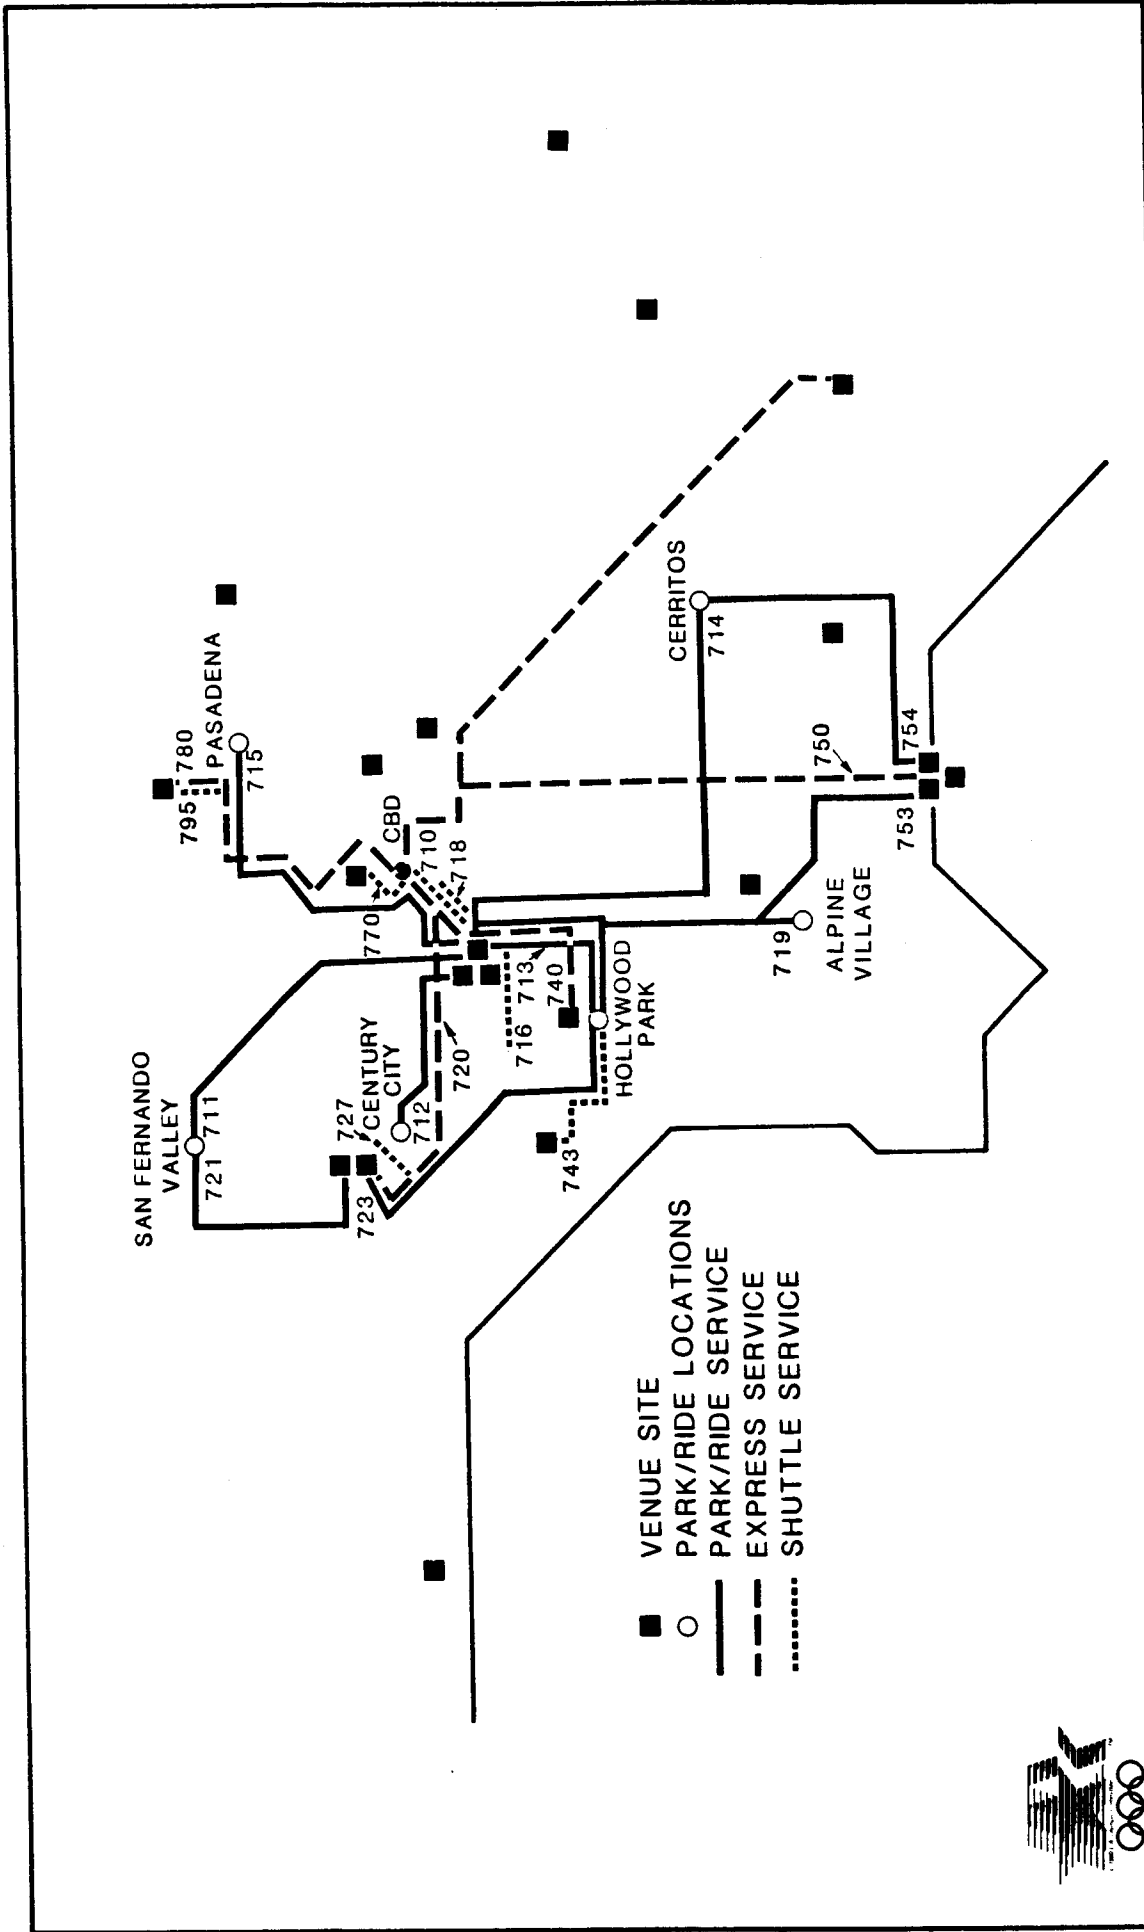 SAN FERNANDO
VALLEY
721
711
795
780
PASADENA
715
727
CENTURY
CITY
712
723
720
770
CBD
710
718
713
716
740
743
HOLLYWOOD
PARK
CERRITOS
714
719
ALPINE
VILLAGE
750
753
754
VENUE SITE
PARK/RIDE LOCATIONS
PARK/RIDE SERVICE
EXPRESS SERVICE
SHUTTLE SERVICE